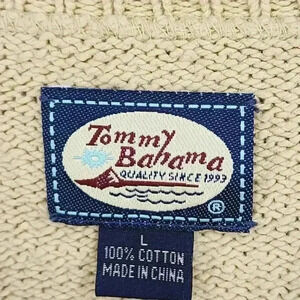 Tommy
Bahama
QUALITY SINCE 1993
®
L
100% COTTON
MADE IN CHINA